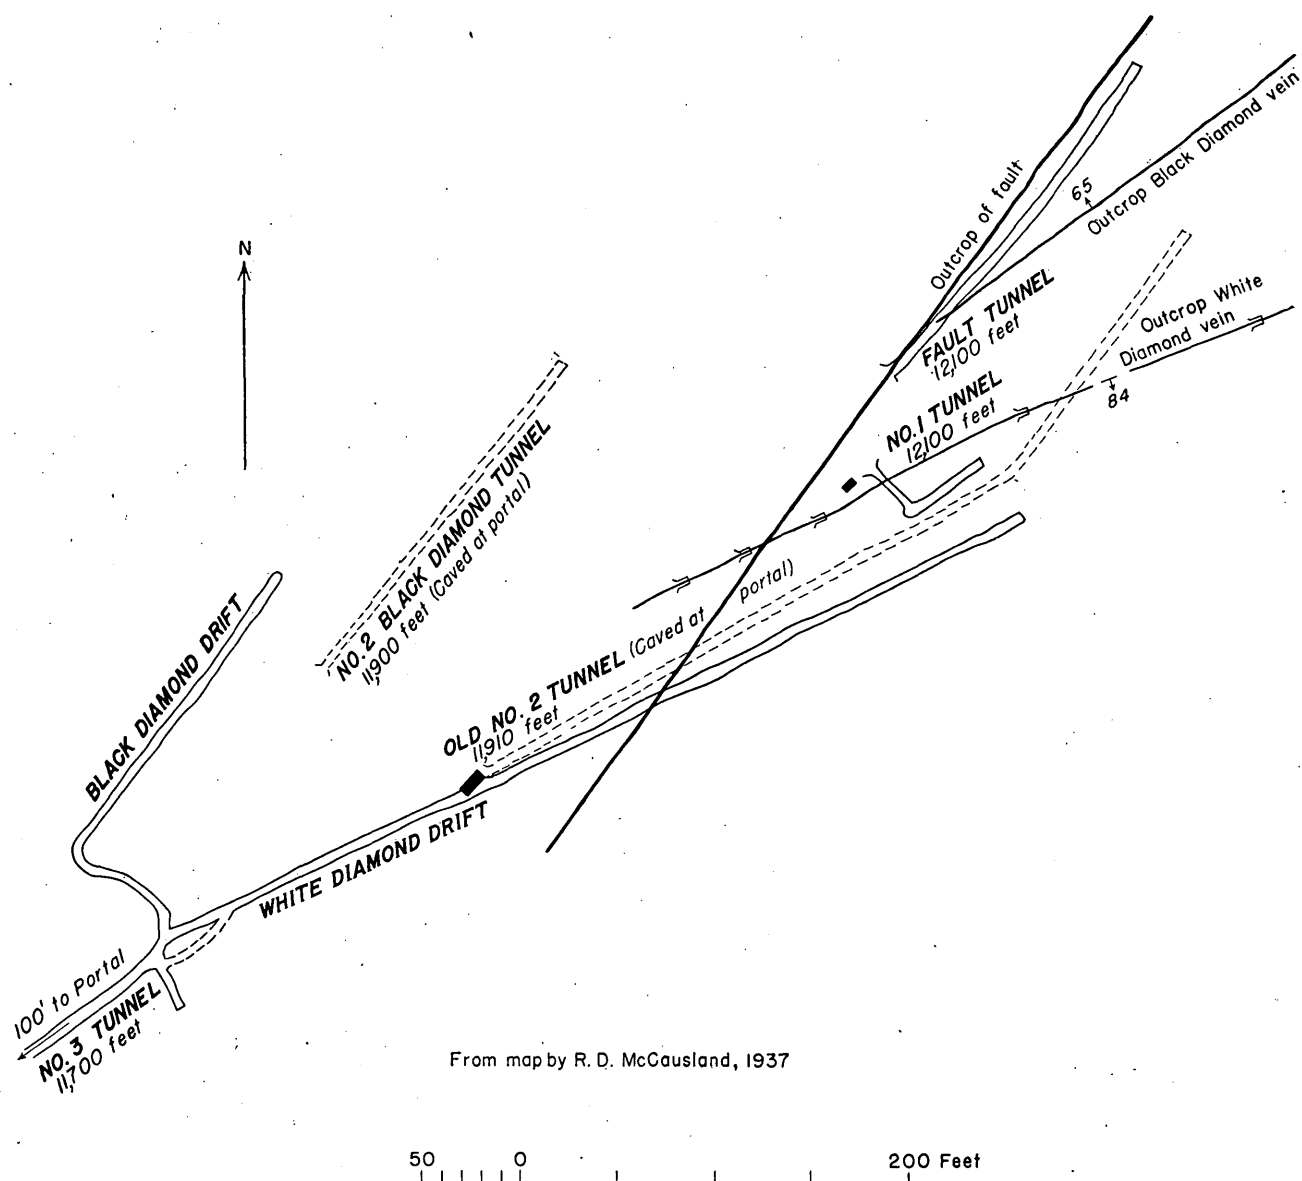 N
Outcrop of fault
65
Outcrop Black Diamond vein
FAULT TUNNEL
12,100 feet
Outcrop White
Diamond vein
84
NO. 1 TUNNEL
12,100 feet
NO. 2 BLACK DIAMOND TUNNEL
11,900 feet (Caved at portal)
BLACK DIAMOND DRIFT
OLD NO. 2 TUNNEL (Caved at portal)
11,910 feet
WHITE DIAMOND DRIFT
100' to Portal
NO. 3 TUNNEL
11,700 feet
From map by R. D. McCausland, 1937
50 0 200 Feet